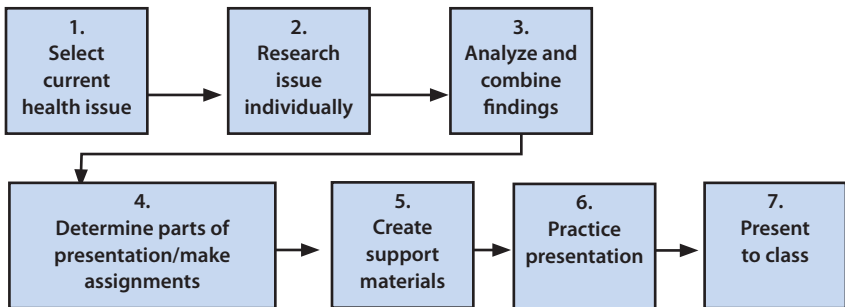 1.
Select
current
health issue
2.
Research
issue
individually
3.
Analyze and
combine
findings
4.
Determine parts of
presentation/make
assignments
5.
Create
support
materials
6.
Practice
presentation
7.
Present
to class